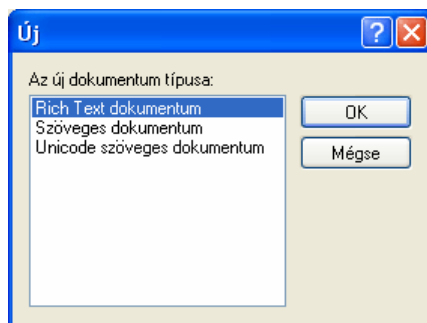 Új
Az új dokumentum típusa:
Rich Text dokumentum
Szöveges dokumentum
Unicode szöveges dokumentum
OK
Mégse